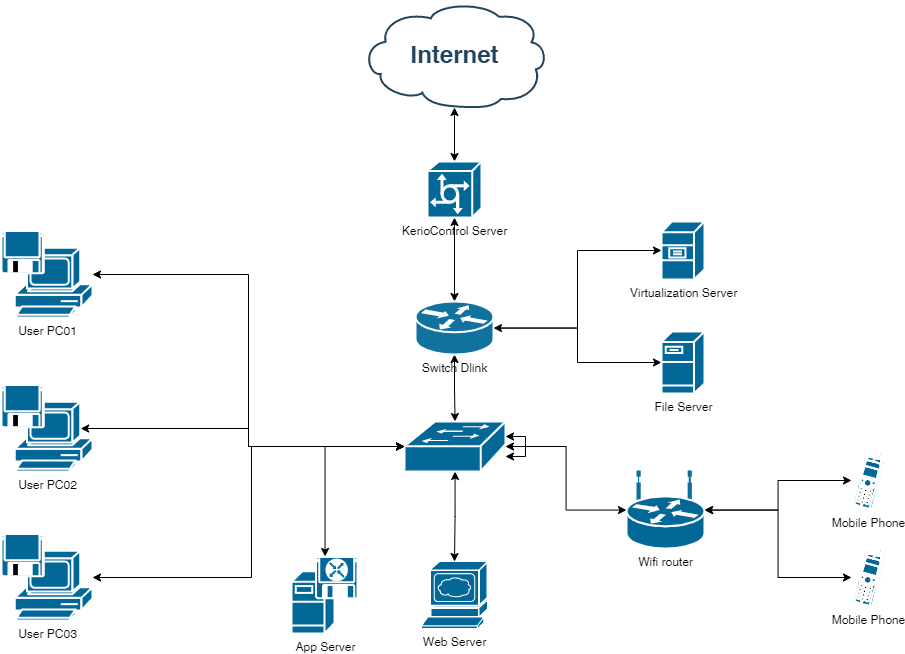 Internet
KerioControl Server
Virtualization Server
User PC01
Switch Dlink
File Server
User PC02
Mobile Phone
Wifi router
Mobile Phone
User PC03
Web Server
App Server